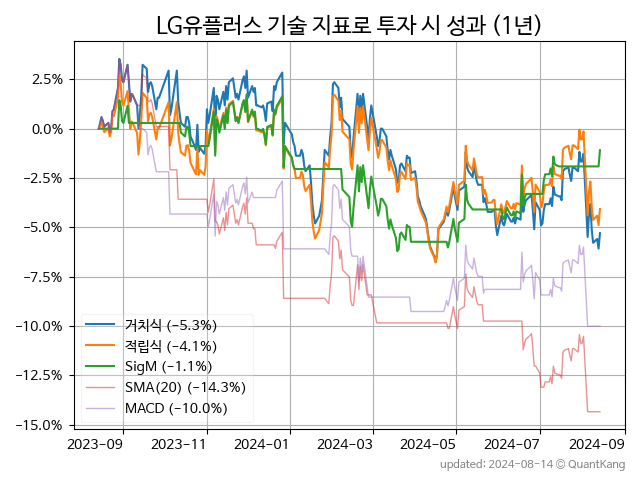 LG유플러스 기술 지표로 투자 시 성과 (1년)
2.5%
0.0%
−2.5%
−5.0%
−7.5%
−10.0%
−12.5%
−15.0%
거치식 (−5.3%)
적립식 (−4.1%)
SigM (−1.1%)
SMA(20) (−14.3%)
MACD (−10.0%)
2023-09 2023-11 2024-01 2024-03 2024-05 2024-07 2024-09
updated: 2024-08-14 © QuantKang